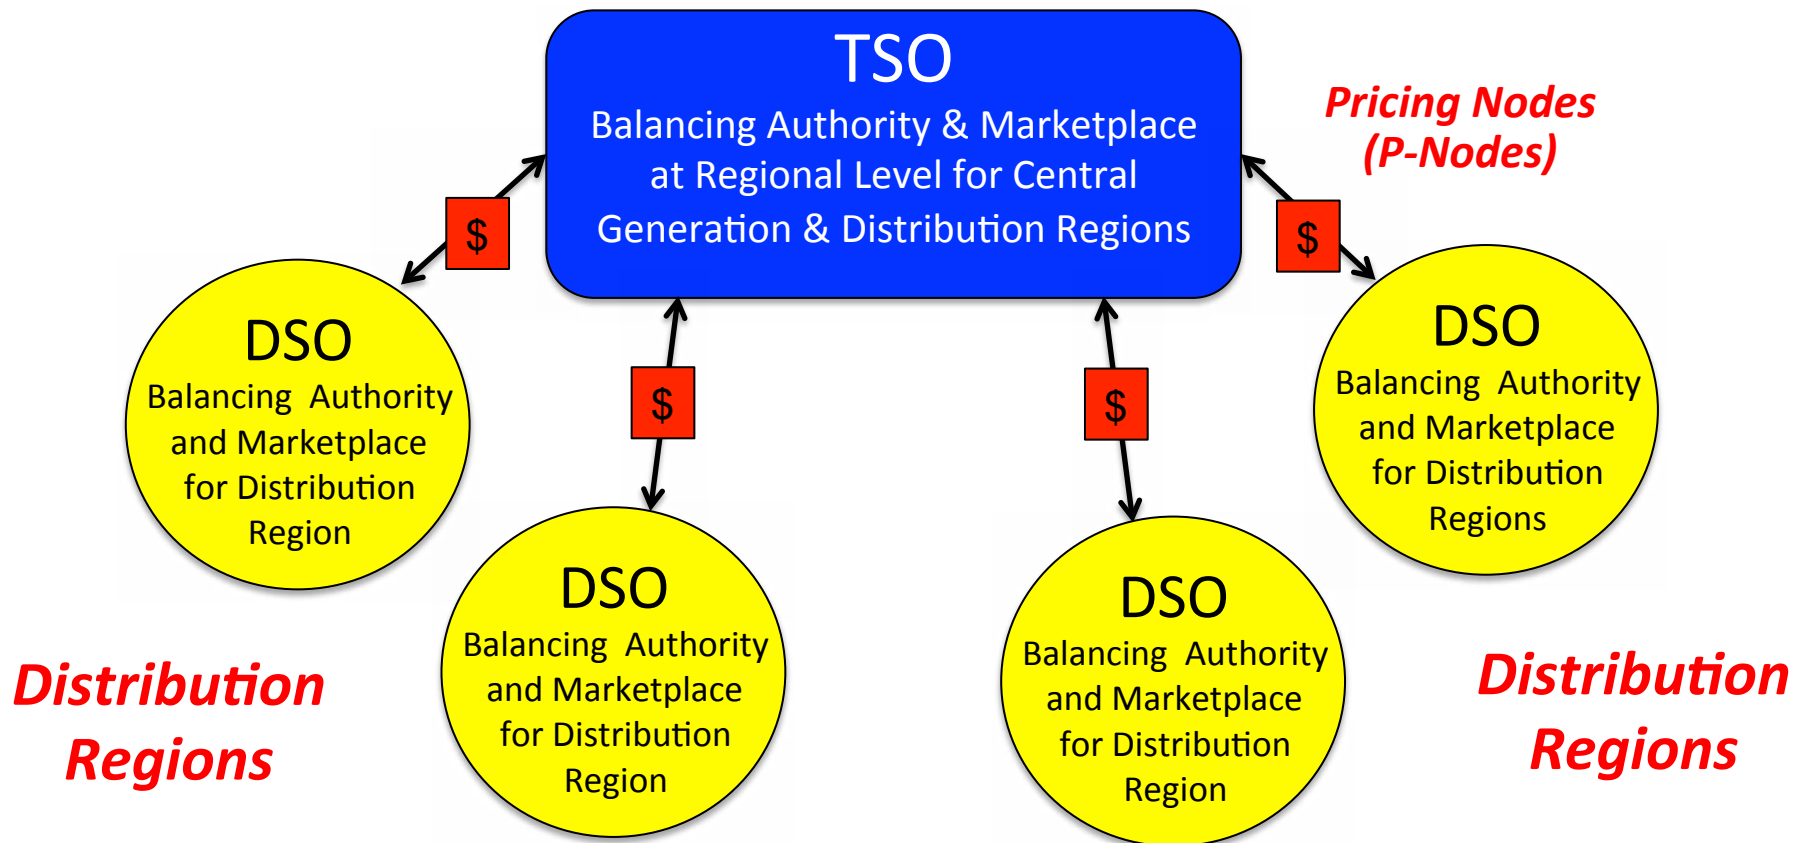 TSO
Balancing Authority & Marketplace
at Regional Level for Central
Generation & Distribution Regions
Pricing Nodes
(P-Nodes)
$
$
$
$
DSO
Balancing Authority
and Marketplace
for Distribution
Region
DSO
Balancing Authority
and Marketplace
for Distribution
Region
DSO
Balancing Authority
and Marketplace
for Distribution
Region
DSO
Balancing Authority
and Marketplace
for Distribution
Regions
Distribution
Regions
Distribution
Regions